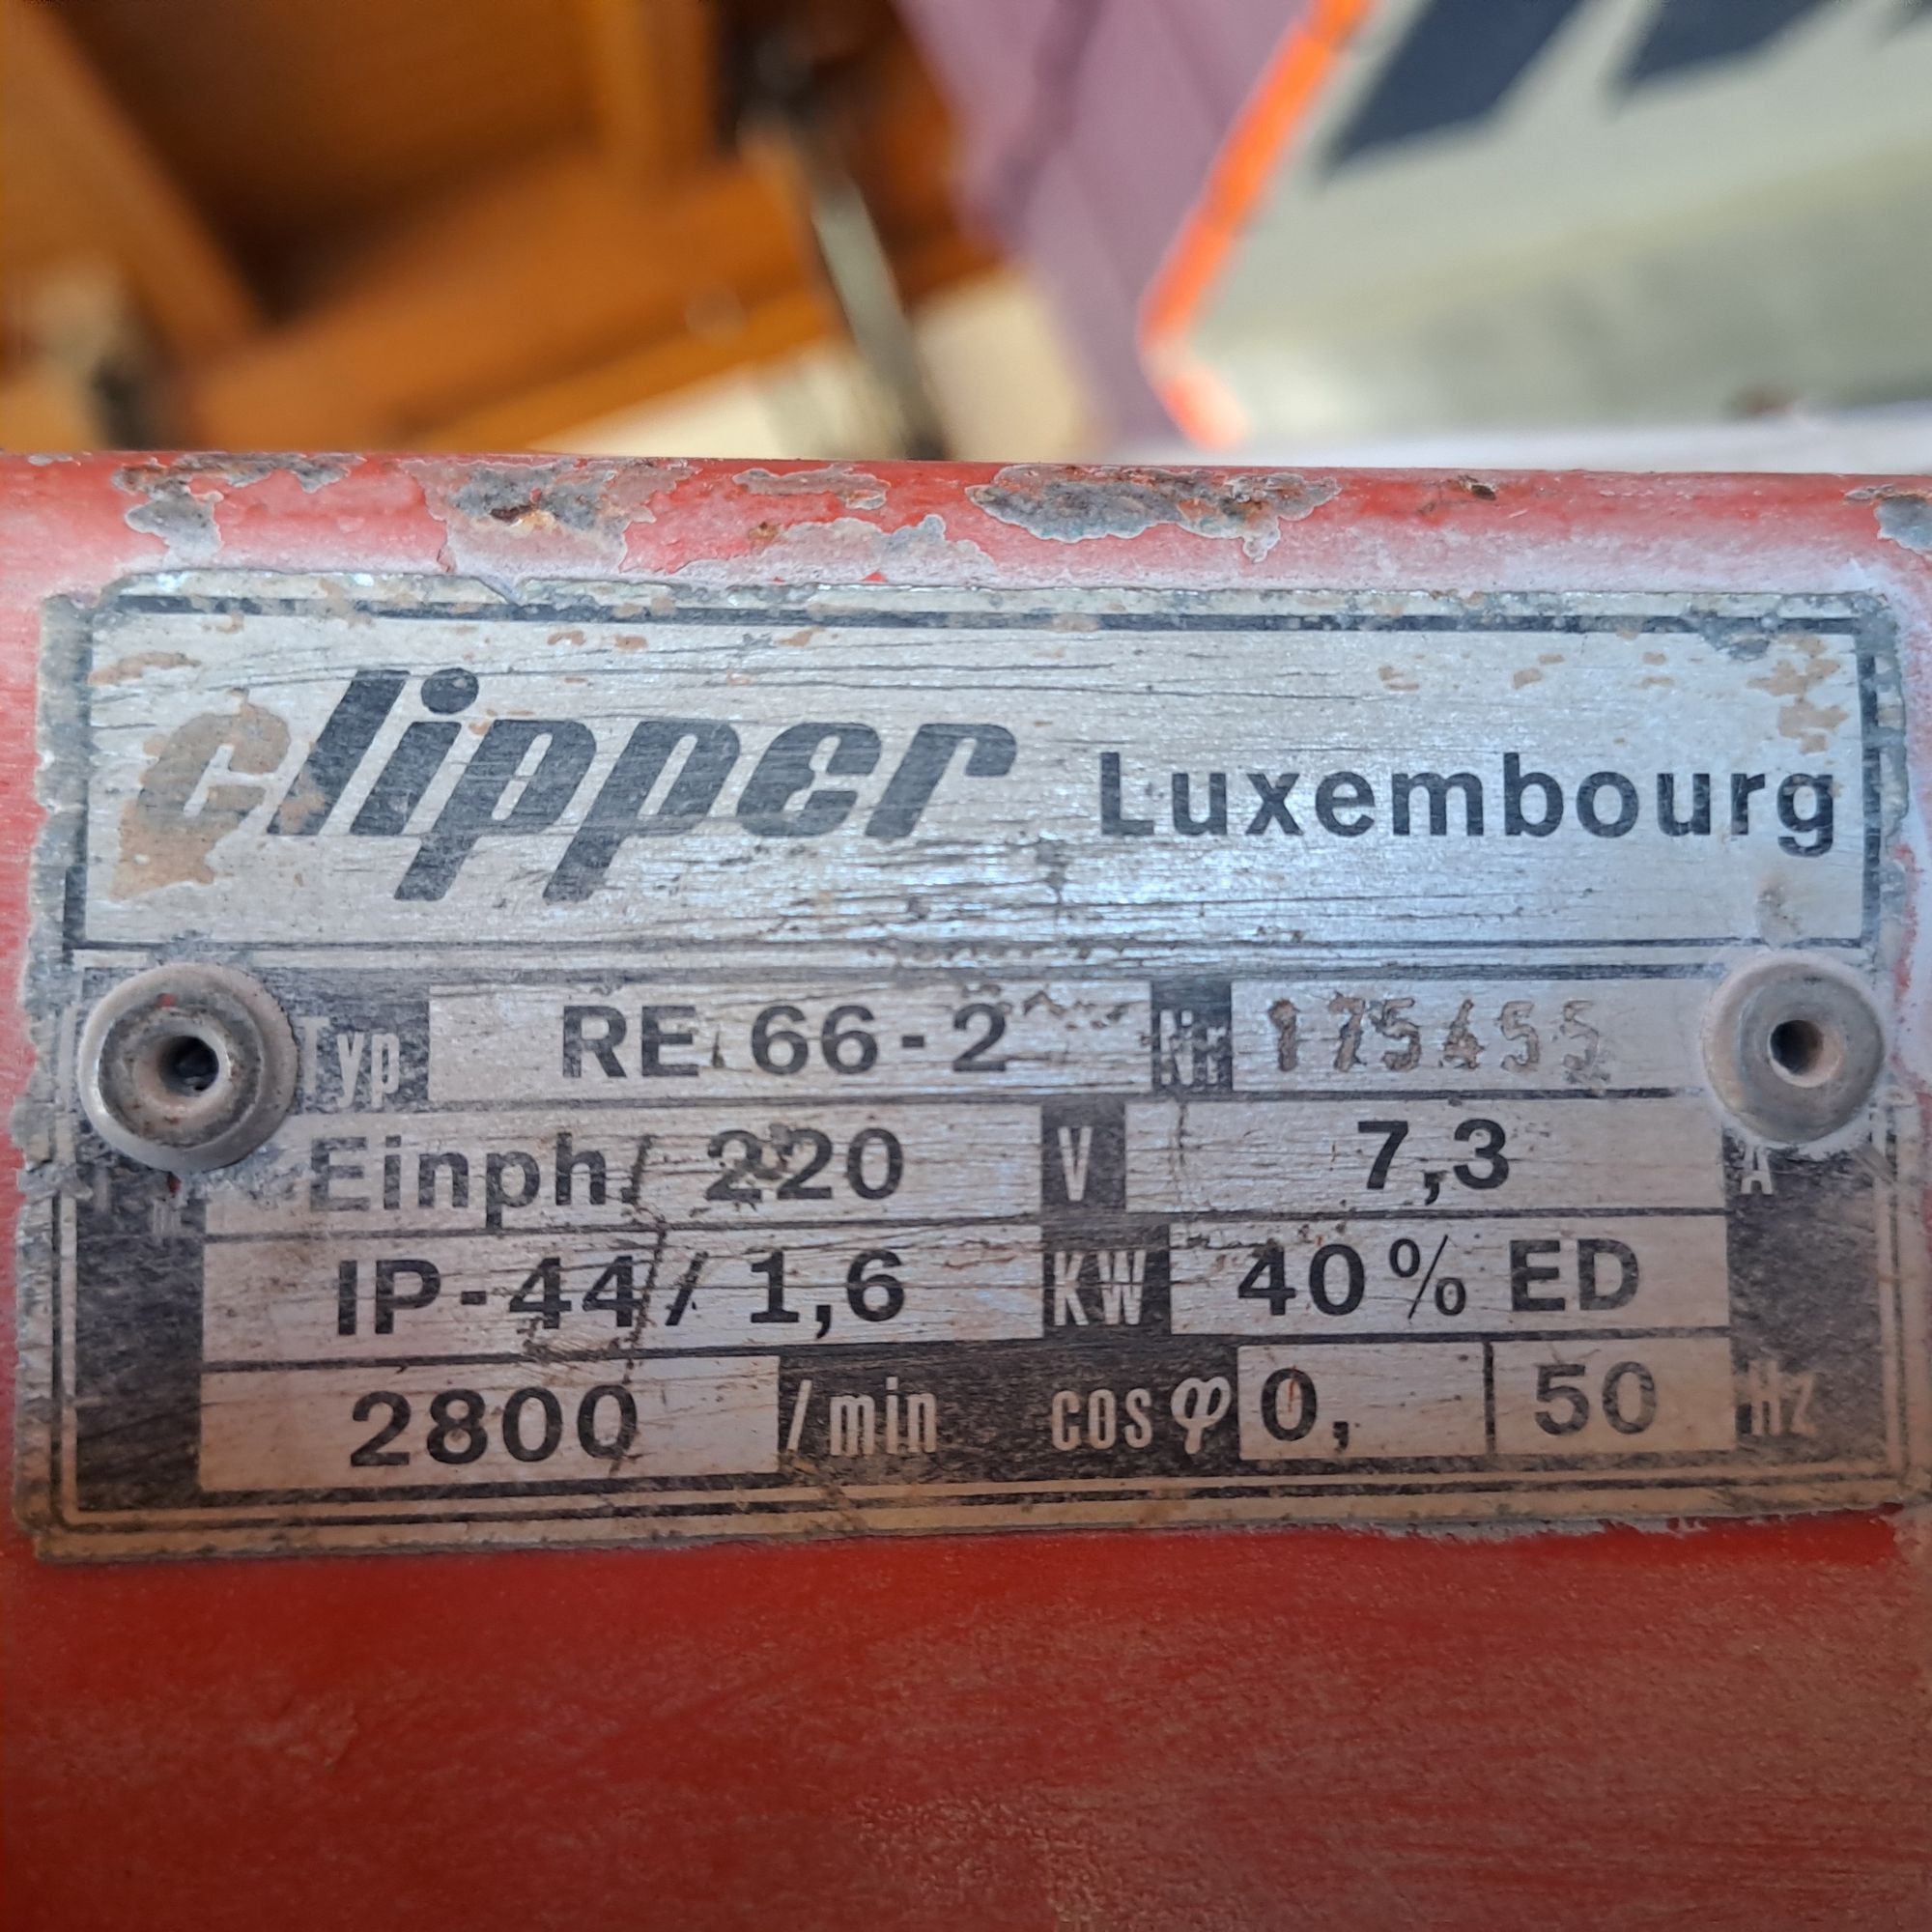 clipper Luxembourg
Typ RE 66-2 Nr 175455
Einph/ 220 V 7,3 A
IP-44/ 1,6 KW 40% ED
2800 /min cos φ 0, 50 Hz